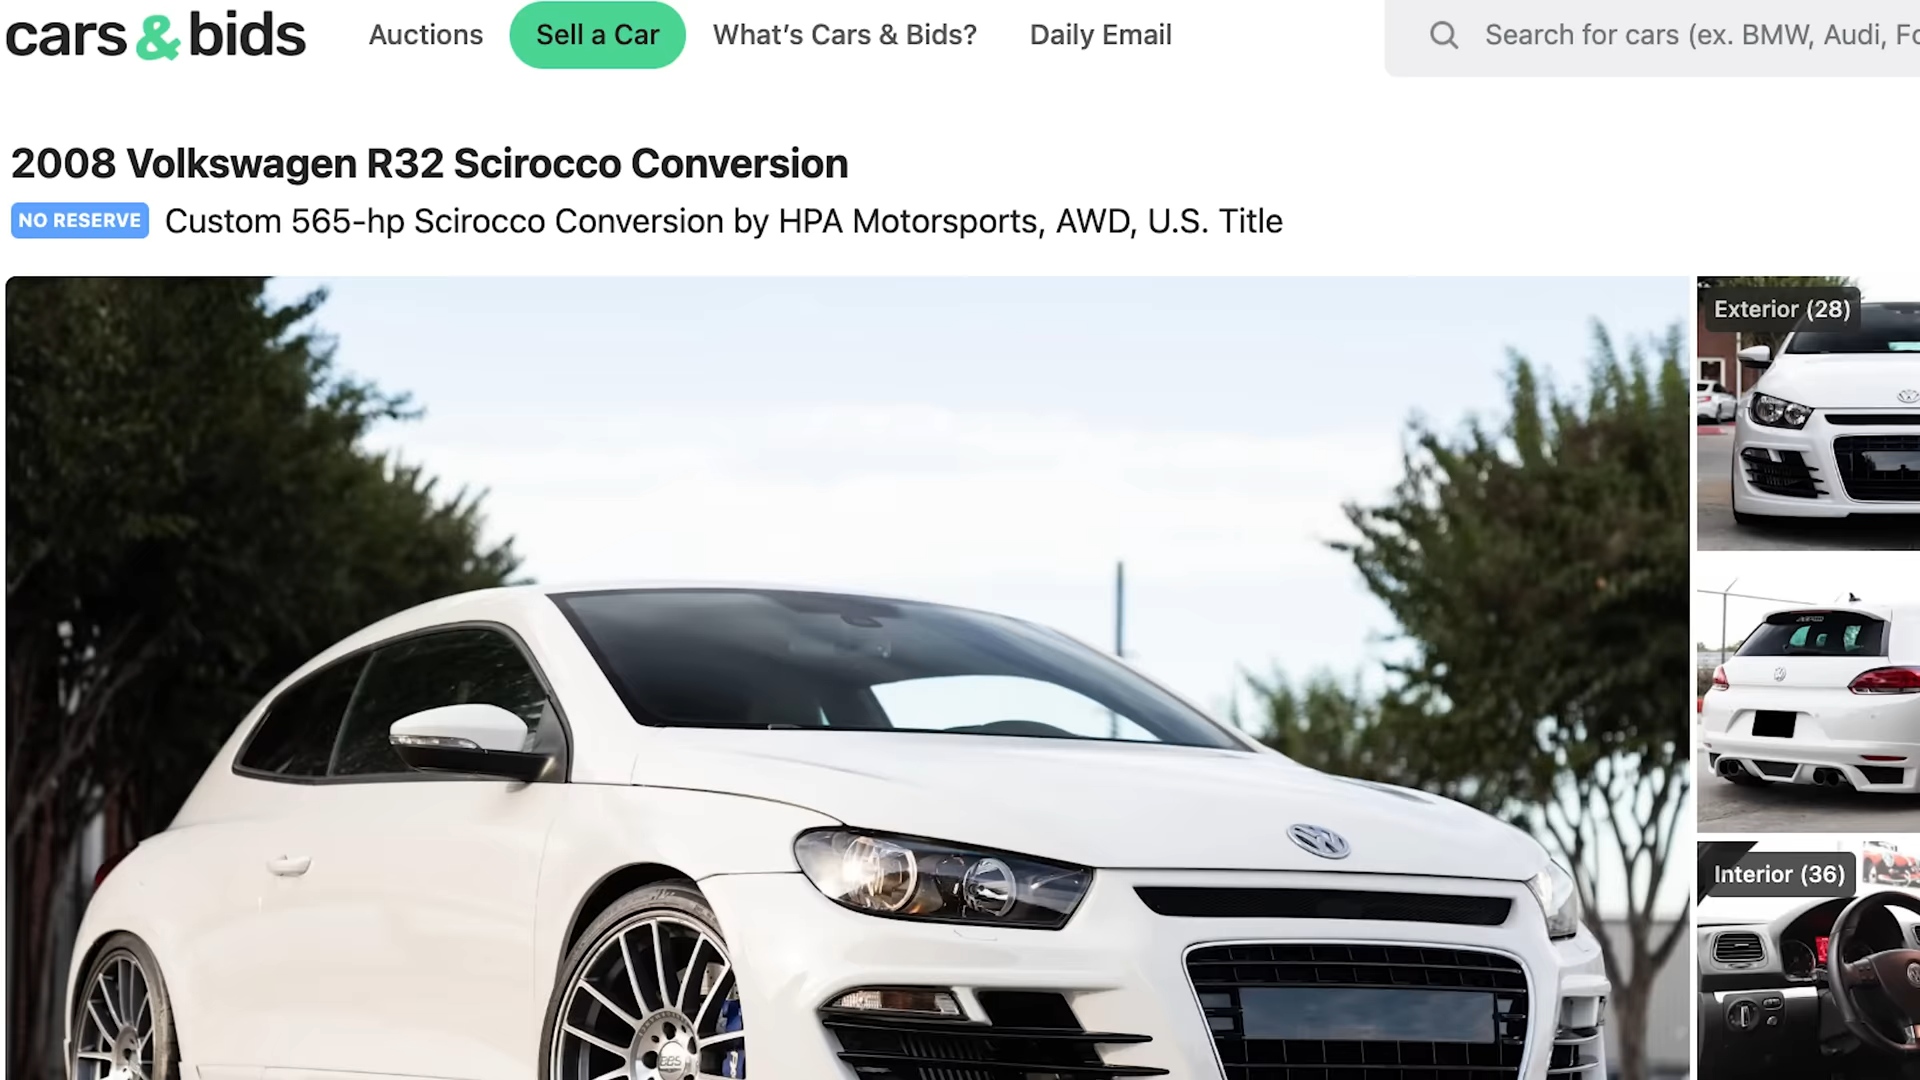 cars & bids
Auctions
Sell a Car
What's Cars & Bids?
Daily Email
Search for cars (ex. BMW, Audi, Fo
2008 Volkswagen R32 Scirocco Conversion
NO RESERVE Custom 565-hp Scirocco Conversion by HPA Motorsports, AWD, U.S. Title
Exterior (28)
Interior (36)
BBS